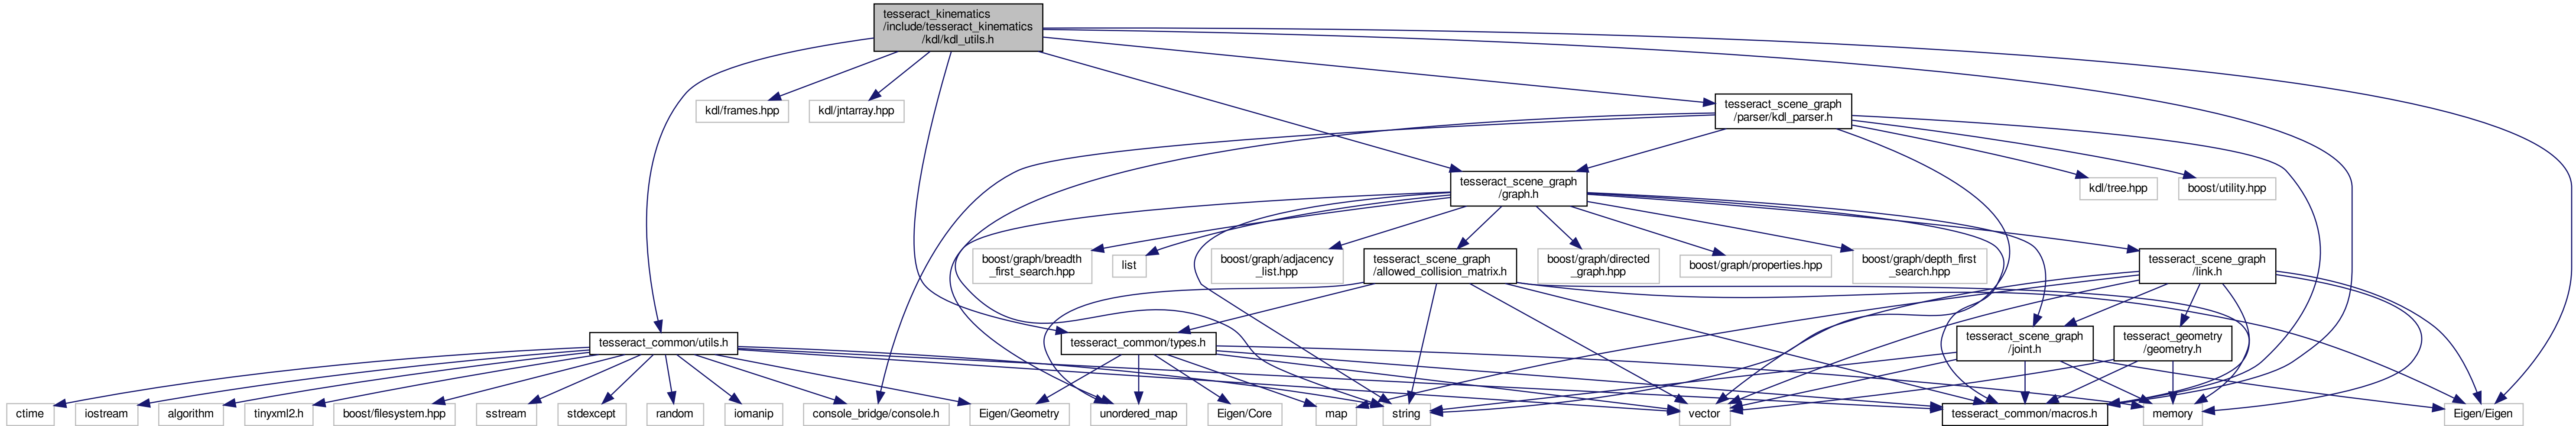 tesseract_kinematics
/include/tesseract_kinematics
/kdl/kdl_utils.h
kdl/frames.hpp
kdl/jntarray.hpp
tesseract_scene_graph
/parser/kdl_parser.h
tesseract_scene_graph
/graph.h
kdl/tree.hpp
boost/utility.hpp
boost/graph/breadth
_first_search.hpp
list
boost/graph/adjacency
_list.hpp
tesseract_scene_graph
/allowed_collision_matrix.h
boost/graph/directed
_graph.hpp
boost/graph/properties.hpp
boost/graph/depth_first
_search.hpp
tesseract_scene_graph
/link.h
tesseract_common/utils.h
tesseract_common/types.h
tesseract_scene_graph
/joint.h
tesseract_geometry
/geometry.h
ctime
iostream
algorithm
tinyxml2.h
boost/filesystem.hpp
sstream
stdexcept
random
iomanip
console_bridge/console.h
Eigen/Geometry
unordered_map
Eigen/Core
map
string
vector
tesseract_common/macros.h
memory
Eigen/Eigen